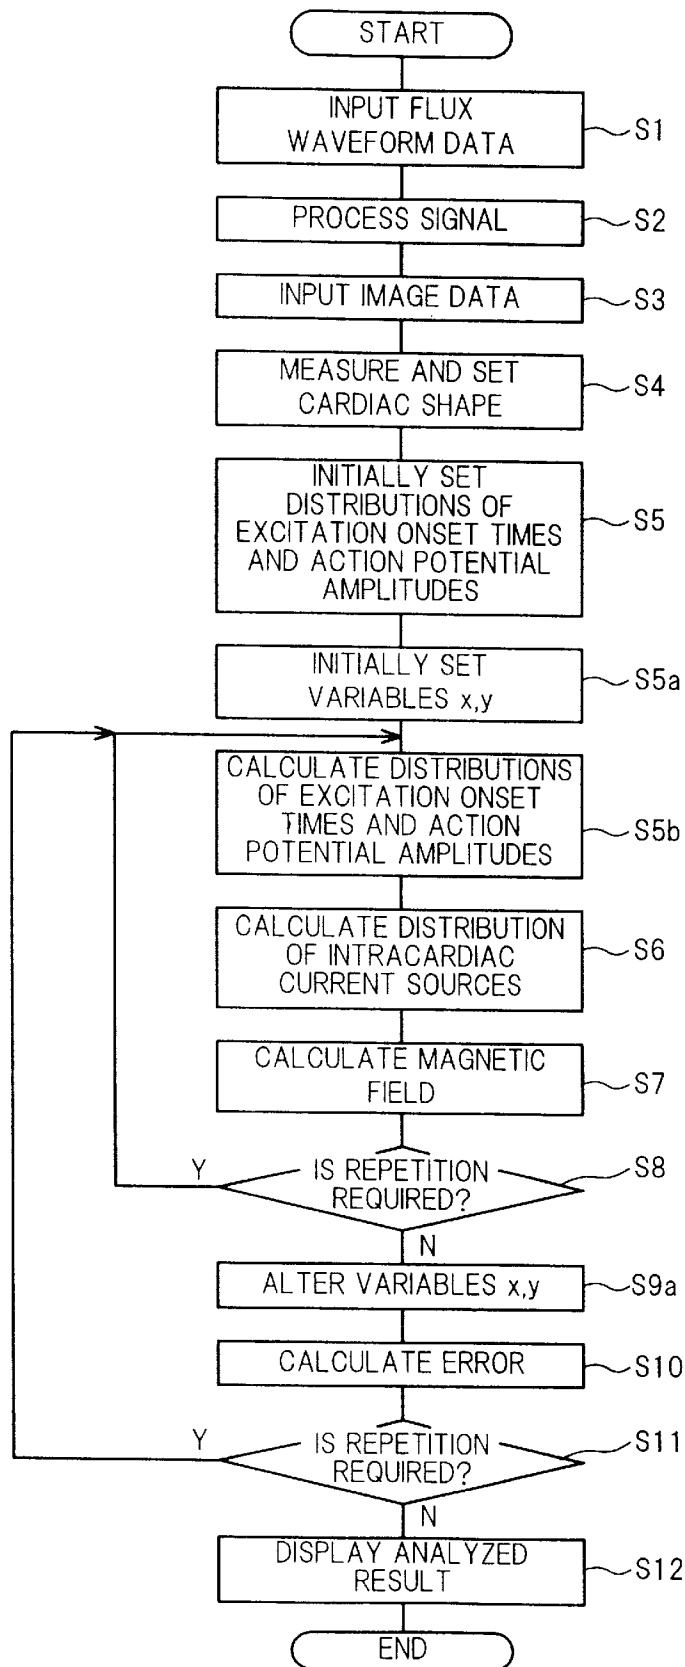 START
INPUT FLUX
WAVEFORM DATA
S1
PROCESS SIGNAL
S2
INPUT IMAGE DATA
S3
MEASURE AND SET
CARDIAC SHAPE
S4
INITIALLY SET
DISTRIBUTIONS OF
EXCITATION ONSET TIMES
AND ACTION POTENTIAL
AMPLITUDES
S5
INITIALLY SET
VARIABLES x,y
S5a
CALCULATE DISTRIBUTIONS
OF EXCITATION ONSET
TIMES AND ACTION
POTENTIAL AMPLITUDES
S5b
CALCULATE DISTRIBUTION
OF INTRACARDIAC
CURRENT SOURCES
S6
CALCULATE MAGNETIC
FIELD
S7
Y
IS REPETITION
REQUIRED?
S8
N
ALTER VARIABLES x,y
S9a
CALCULATE ERROR
S10
Y
IS REPETITION
REQUIRED?
S11
N
DISPLAY ANALYZED
RESULT
S12
END